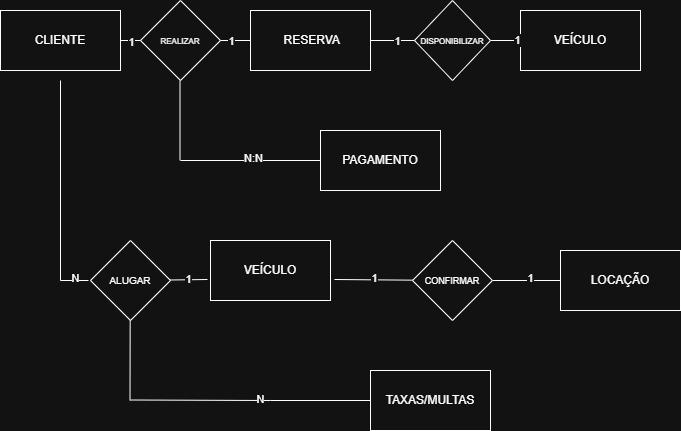 CLIENTE
1
REALIZAR
1
RESERVA
1
DISPONIBILIZAR
1
VEÍCULO
N:N
PAGAMENTO
N
ALUGAR
1
VEÍCULO
1
CONFIRMAR
1
LOCAÇÃO
N
TAXAS/MULTAS